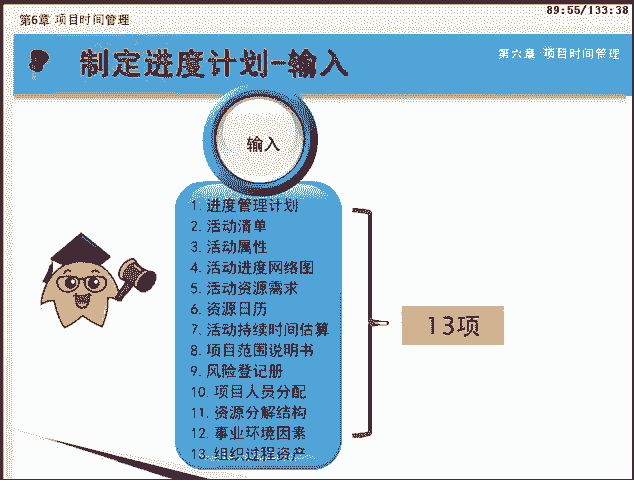 89:55/133:38
第6章 项目时间管理
制定进度计划-输入
第六章 项目时间管理
输入
1. 进度管理计划
2. 活动清单
3. 活动属性
4. 活动进度网络图
5. 活动资源需求
6. 资源日历
7. 活动持续时间估算
8. 项目范围说明书
9. 风险登记册
10. 项目人员分配
11. 资源分解结构
12. 事业环境因素
13. 组织过程资产
13项